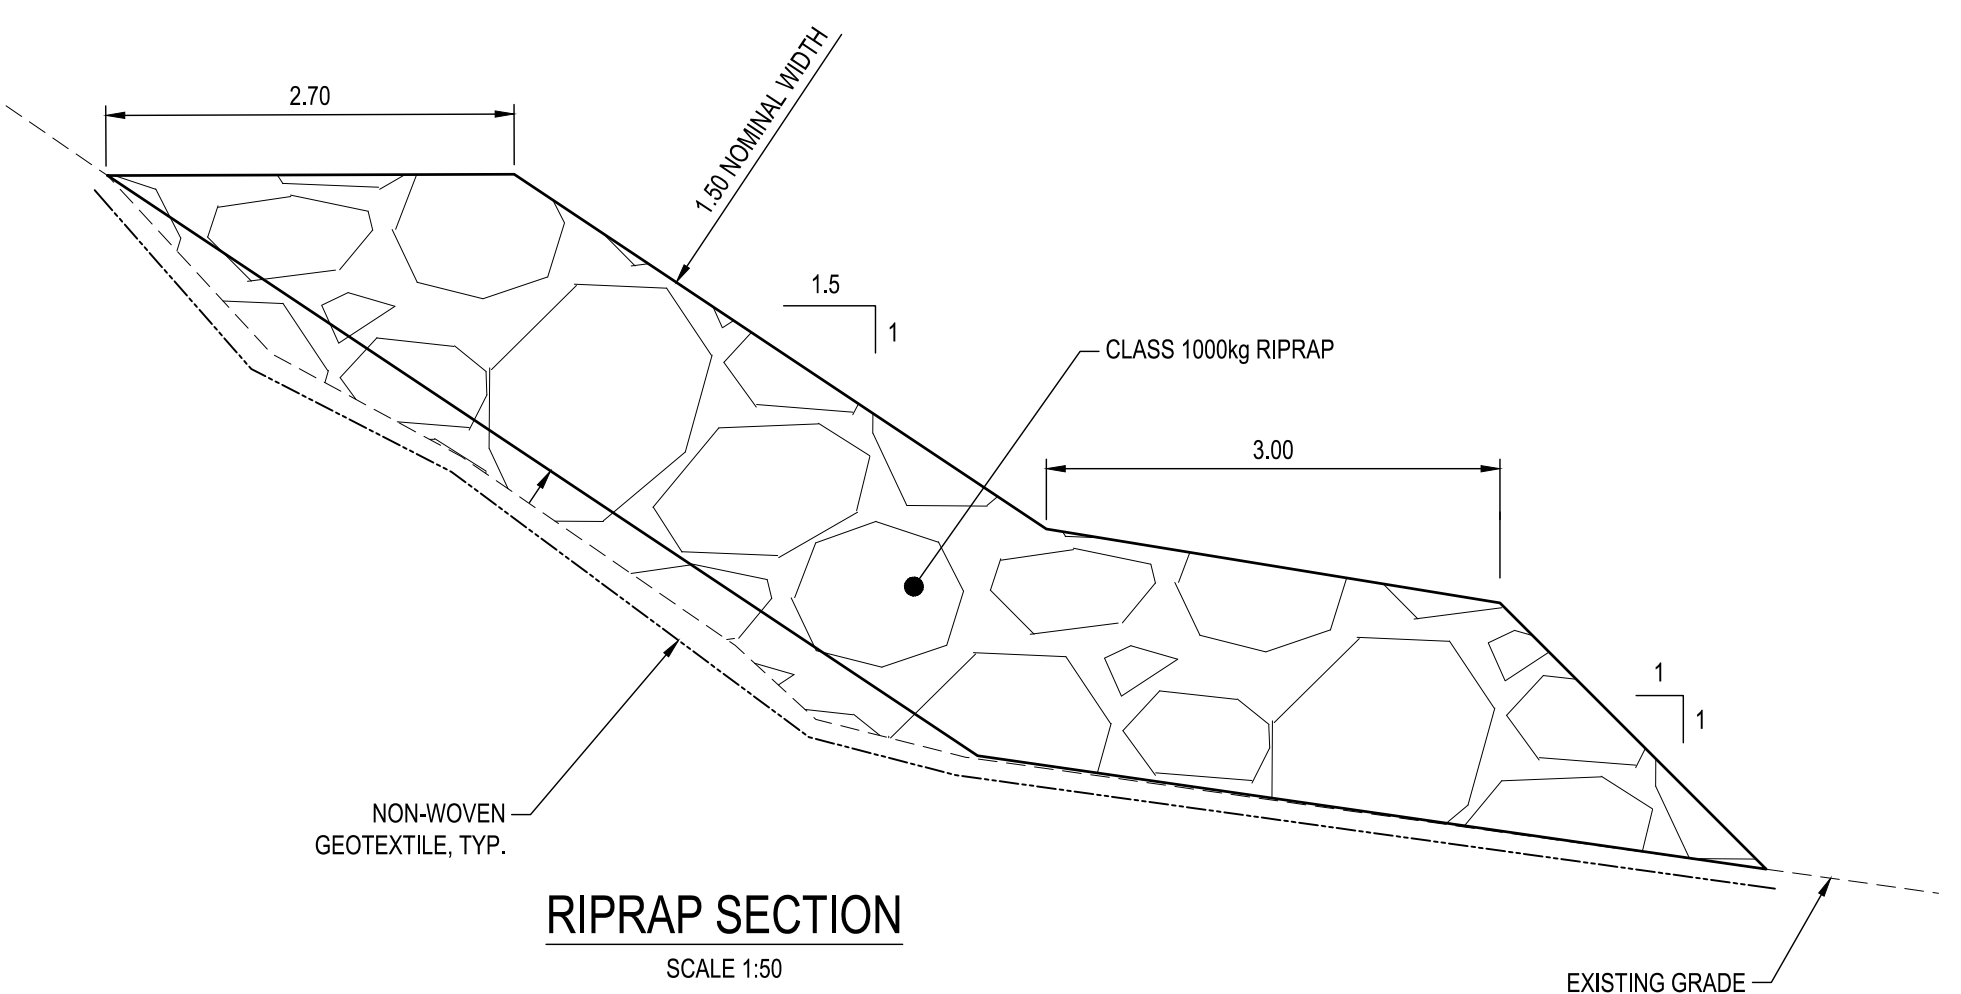 2.70
1.50 NOMINAL WIDTH
1.5
1
CLASS 1000kg RIPRAP
3.00
1
1
NON-WOVEN
GEOTEXTILE, TYP.
RIPRAP SECTION
SCALE 1:50
EXISTING GRADE